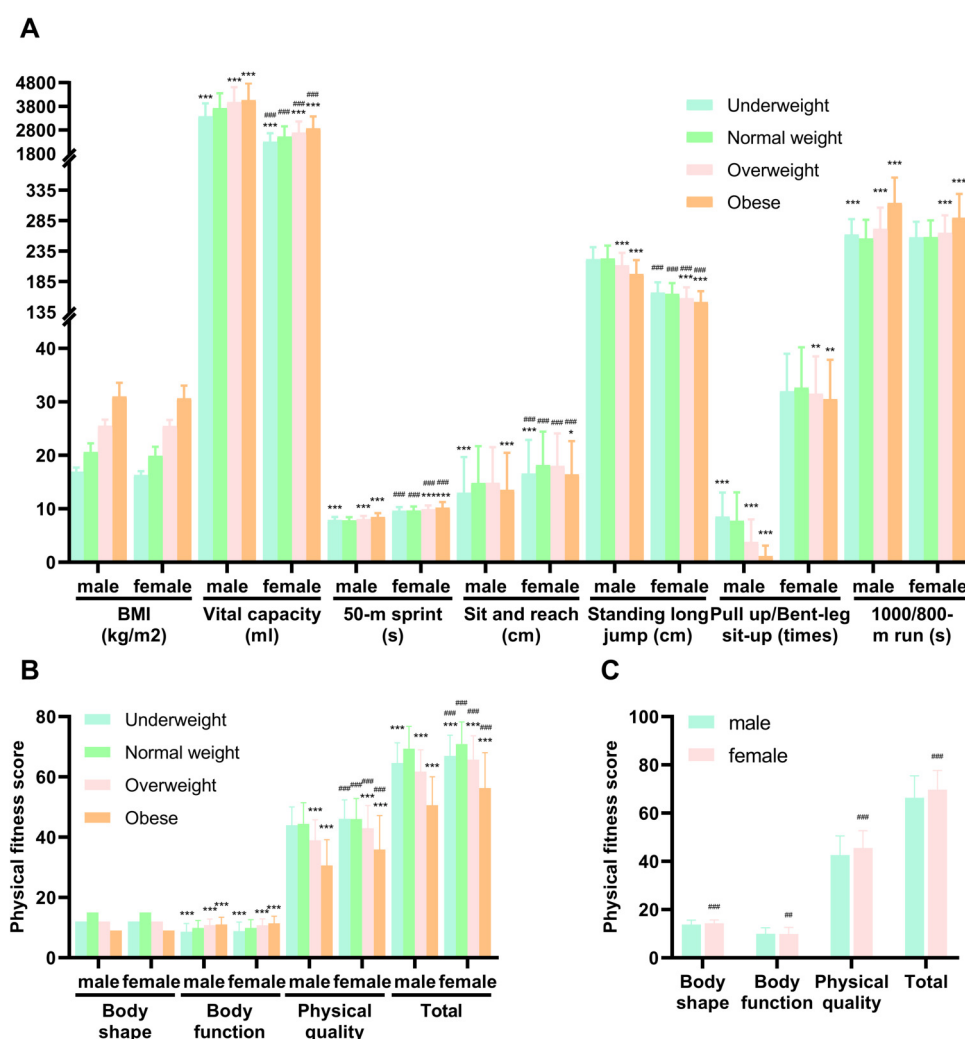 A
4800
3800
2800
1800
335
285
235
185
135
40
30
20
10
0
*** *** *** ### ### ### ###
*** *** ***
Underweight
Normal weight
Overweight
Obese
*** *** *** ### ### ### ###
*** ******
*** *** ### ### ### ###
*** *
*** *** ### ### ### ###
*** ***
*** *** *** ** **
*** *** *** *** ***
male female male female male female male female male female male female male female
BMI
(kg/m2)
Vital capacity
(ml)
50-m sprint
(s)
Sit and reach
(cm)
Standing long
jump (cm)
Pull up/Bent-leg
sit-up (times)
1000/800-
m run (s)
B
Physical fitness score
80
60
40
20
0
Underweight
Normal weight
Overweight
Obese
*** *** *** *** *** ***
*** *** ### ### ### ###
*** ***
*** *** *** ### ### ### ###
*** *** ***
male female male female male female male female
Body
shape
Body
function
Physical
quality
Total
C
Physical fitness score
100
80
60
40
20
0
male
female
### ## ### ###
Body
shape
Body
function
Physical
quality
Total